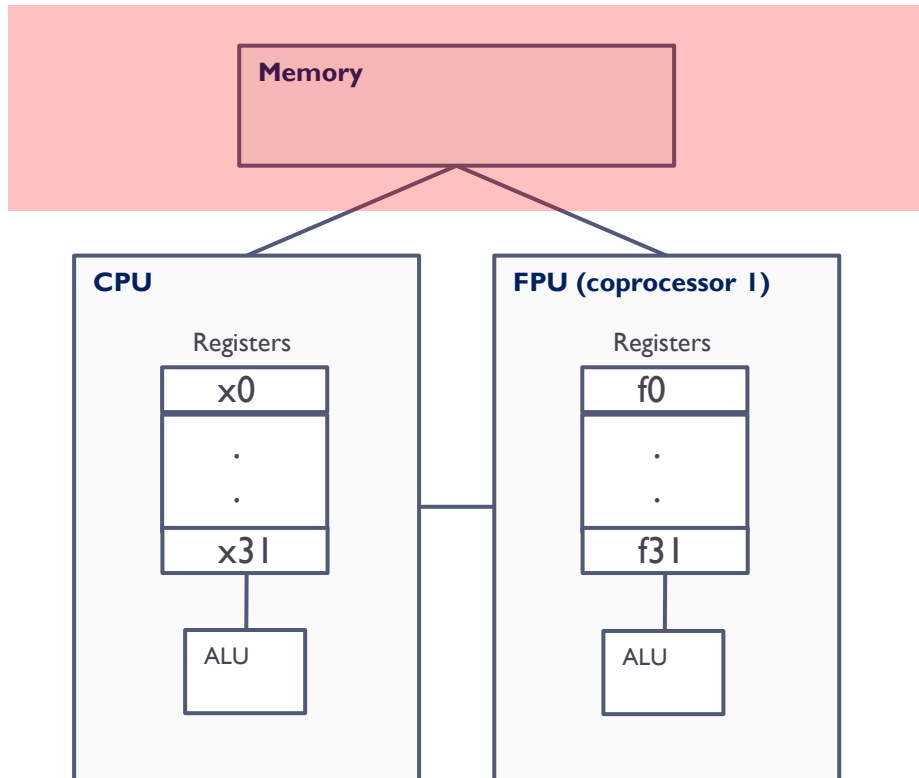 Memory
CPU
Registers
x0
.
.
x31
ALU
FPU (coprocessor 1)
Registers
f0
.
.
f31
ALU